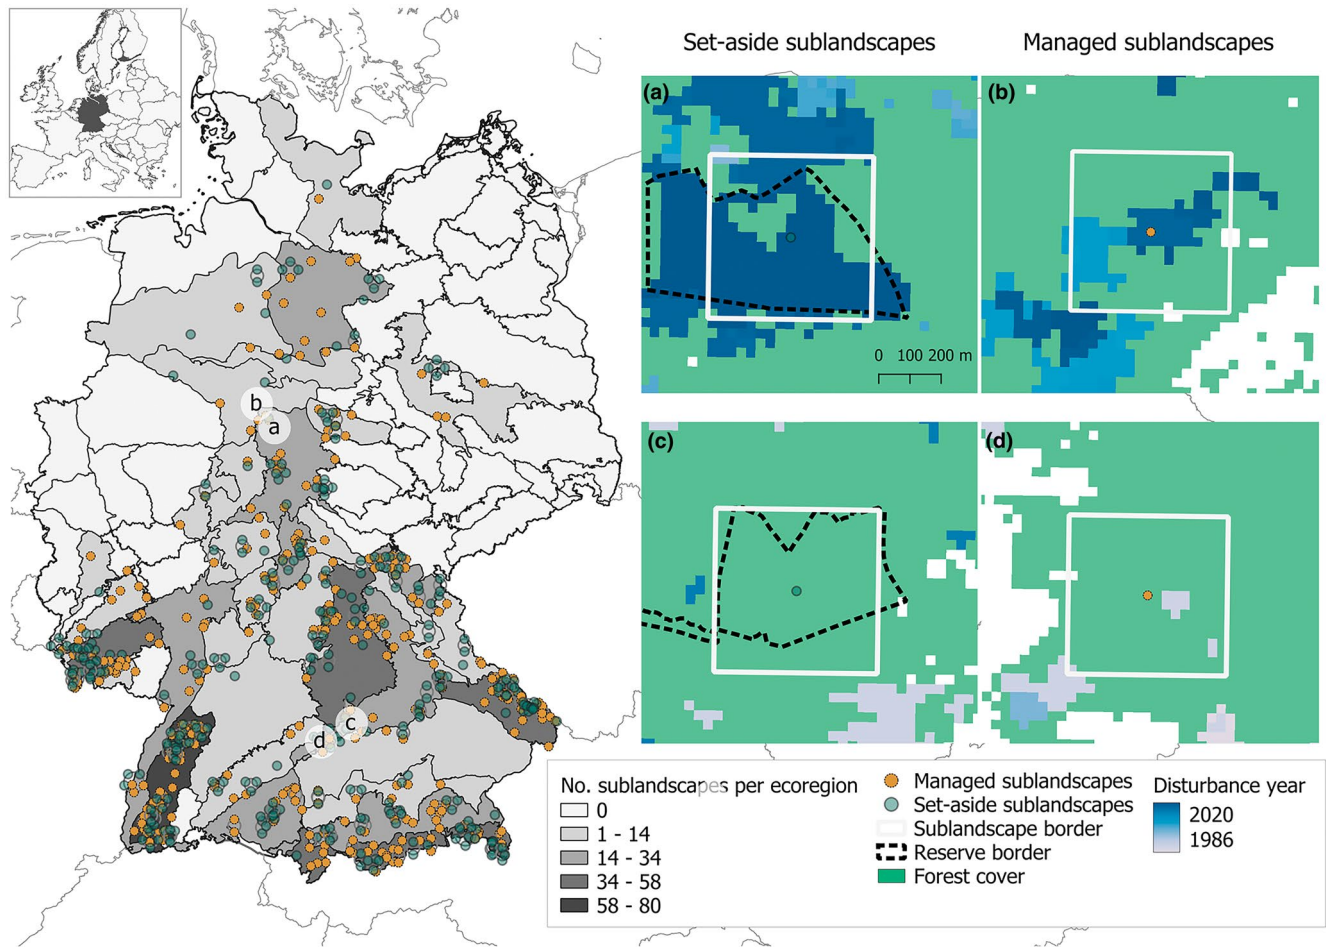 Set-aside sublandscapes
Managed sublandscapes
(a)
(b)
0 100 200 m
(c)
(d)
b
a
c
d
No. sublandscapes per ecoregion
0
1 - 14
14 - 34
34 - 58
58 - 80
Managed sublandscapes
Set-aside sublandscapes
Sublandscape border
Reserve border
Forest cover
Disturbance year
2020
1986